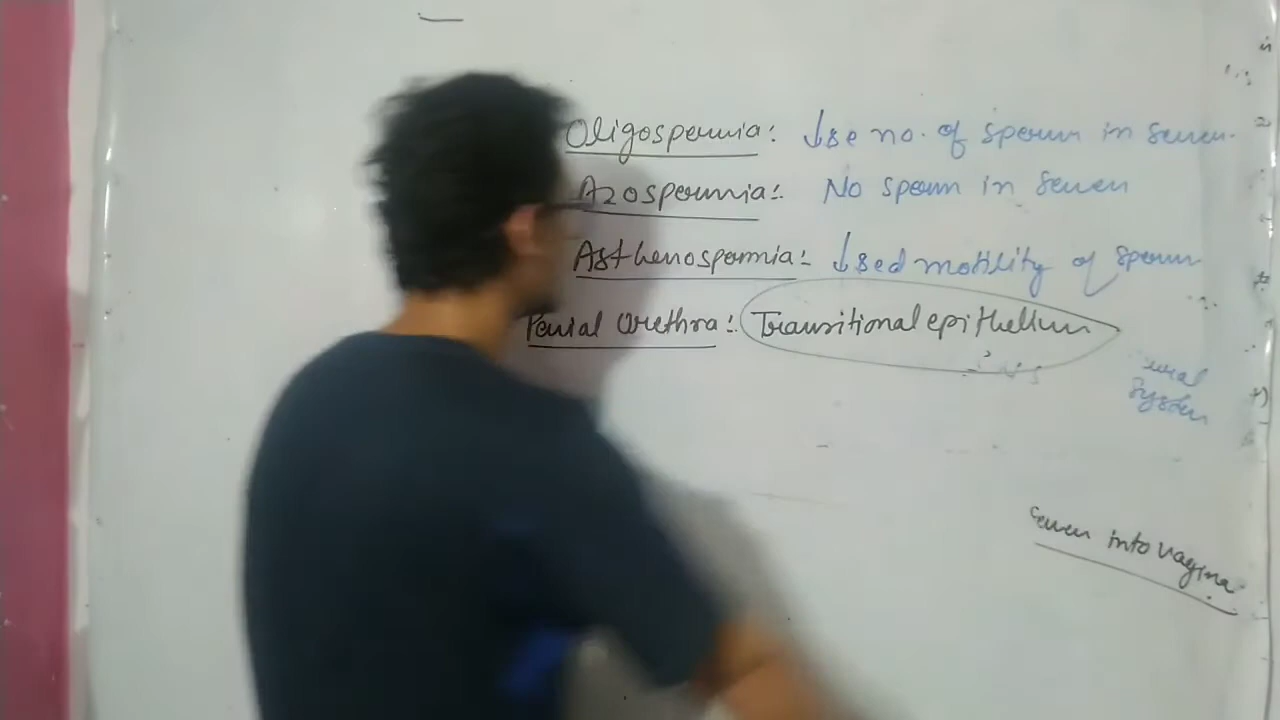 Oligospermia: ↓se no. of sperm in semen.
Azospermia:. No sperm in semen
Asthenospermia:- ↓sed motility of sperm
Penial Urethra:. Transitional epithelium
system
semen into vagina